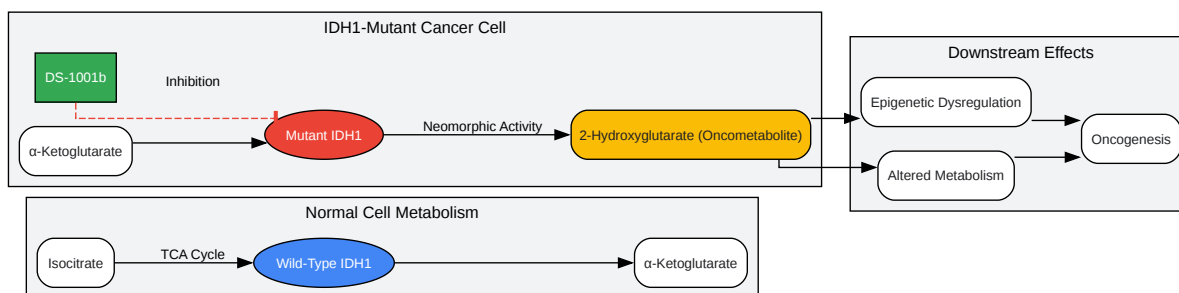 IDH1-Mutant Cancer Cell
DS-1001b
Inhibition
α-Ketoglutarate
Mutant IDH1
Neomorphic Activity
2-Hydroxyglutarate (Oncometabolite)
Downstream Effects
Epigenetic Dysregulation
Altered Metabolism
Oncogenesis
Normal Cell Metabolism
Isocitrate
TCA Cycle
Wild-Type IDH1
α-Ketoglutarate